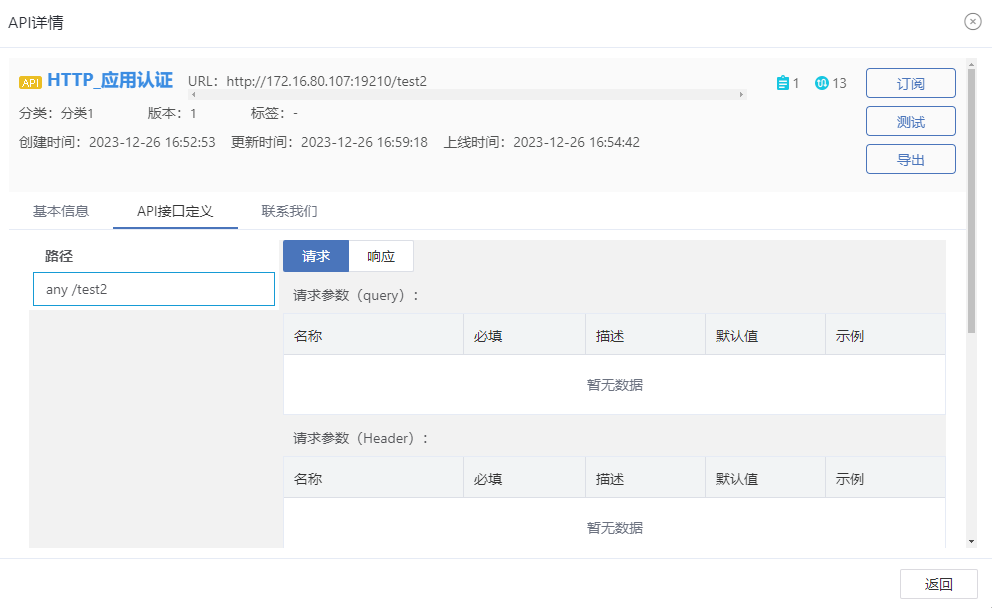 API详情
API HTTP_应用认证 URL：http://172.16.80.107:19210/test2 1 13 订阅
分类：分类1 版本：1 标签：- 测试
创建时间：2023-12-26 16:52:53 更新时间：2023-12-26 16:59:18 上线时间：2023-12-26 16:54:42 导出
基本信息 API接口定义 联系我们
路径 请求 响应
any /test2
请求参数（query）：
名称 必填 描述 默认值 示例
暂无数据
请求参数（Header）：
名称 必填 描述 默认值 示例
暂无数据
返回